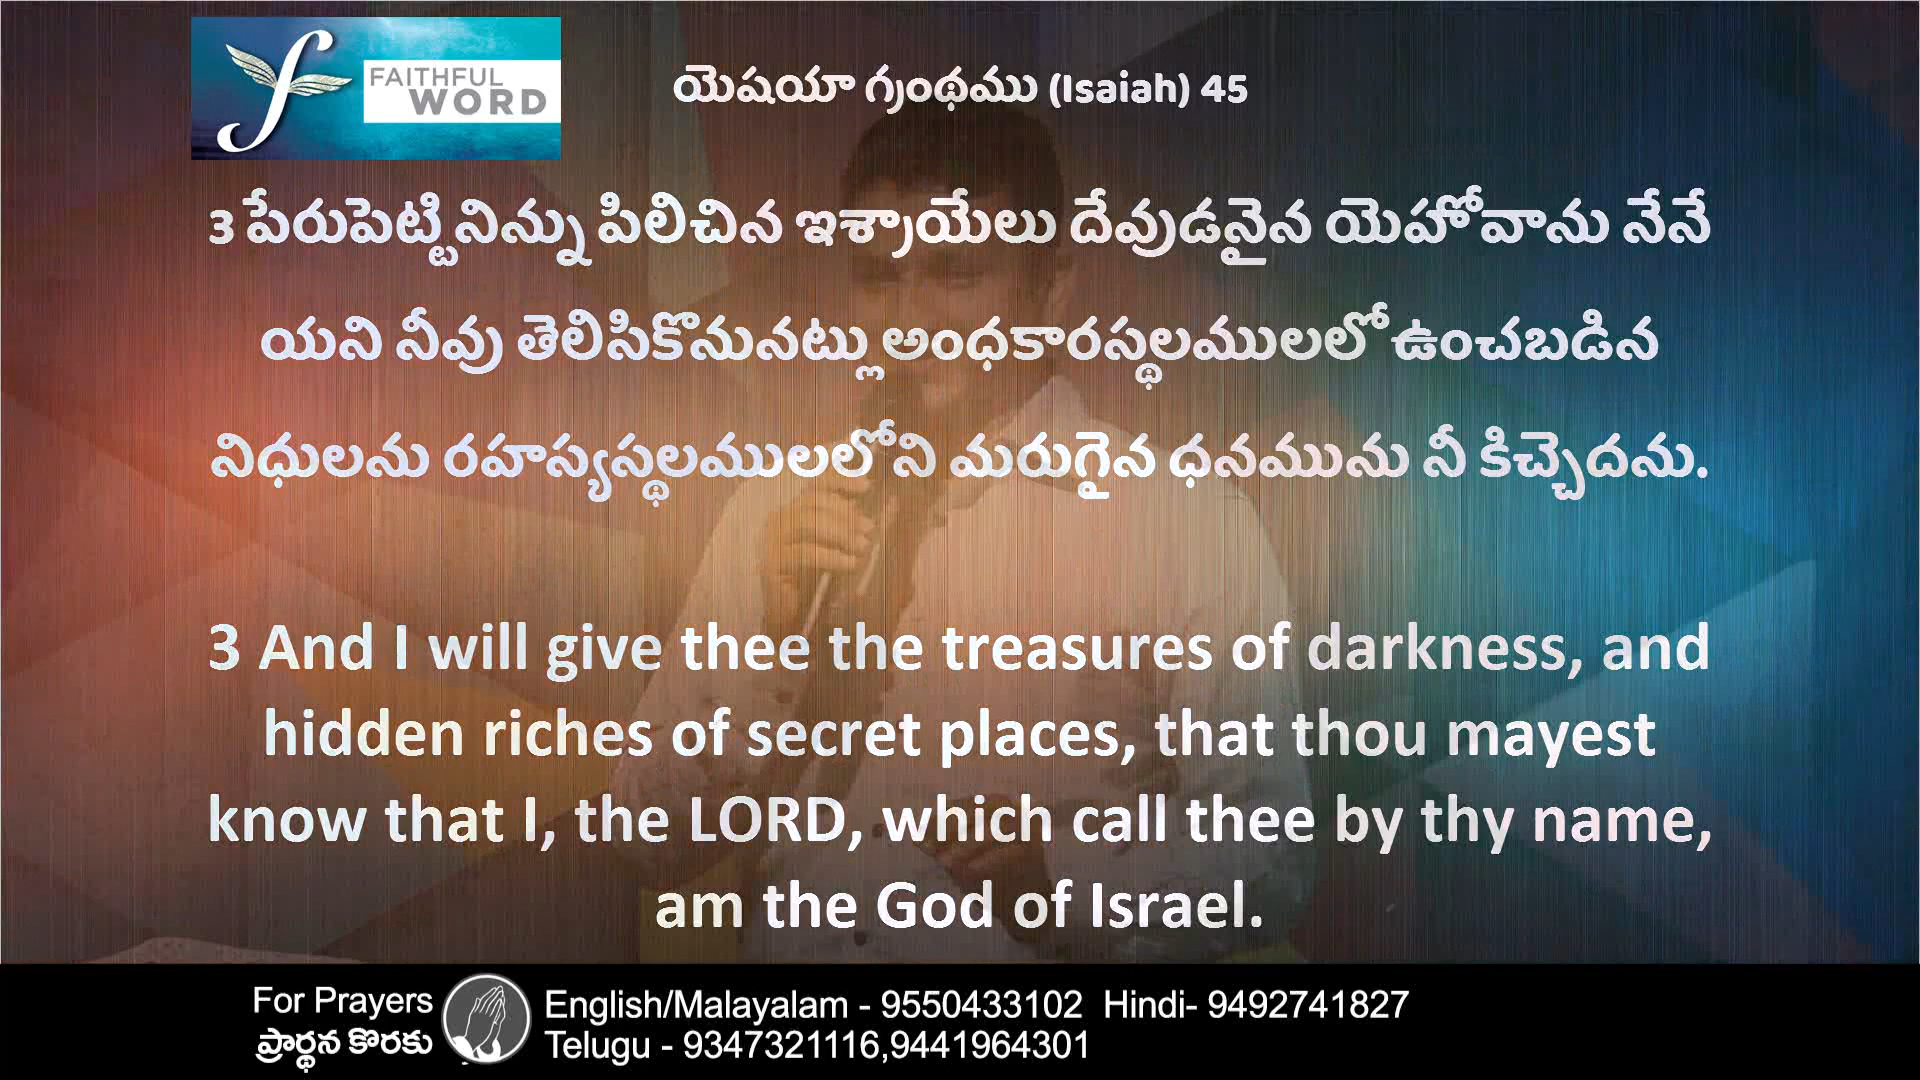 FAITHFUL
WORD
యెషయా గ్రంథము (Isaiah) 45
3 పేరుపెట్టి నిన్ను పిలిచిన ఇశ్రాయేలు దేవుడనైన యెహోవాను నేనే
యని నీవు తెలిసికొనునట్లు అంధకారస్థలములలో ఉంచబడిన
నిధులను రహస్యస్థలములలోని మరుగైన ధనమును నీ కిచ్చెదను.
3 And I will give thee the treasures of darkness, and
hidden riches of secret places, that thou mayest
know that I, the LORD, which call thee by thy name,
am the God of Israel.
For Prayers
ప్రార్థన కొరకు
English/Malayalam - 9550433102 Hindi- 9492741827
Telugu - 9347321116,9441964301